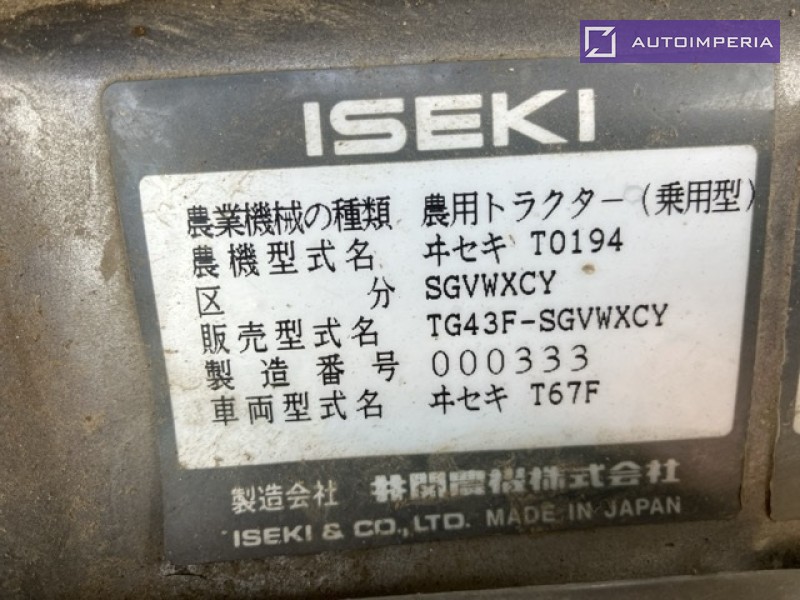 AUTOIMPERIA
ISEKI
農業機械の種類 農用トラクター(乗用型)
農機型式名 ヰセキ T0194
区分 SGVWXCY
販売型式名 TG43F-SGVWXCY
製造番号 000333
車両型式名 ヰセキ T67F
製造会社 井関農機株式会社
ISEKI & CO.,LTD. MADE IN JAPAN